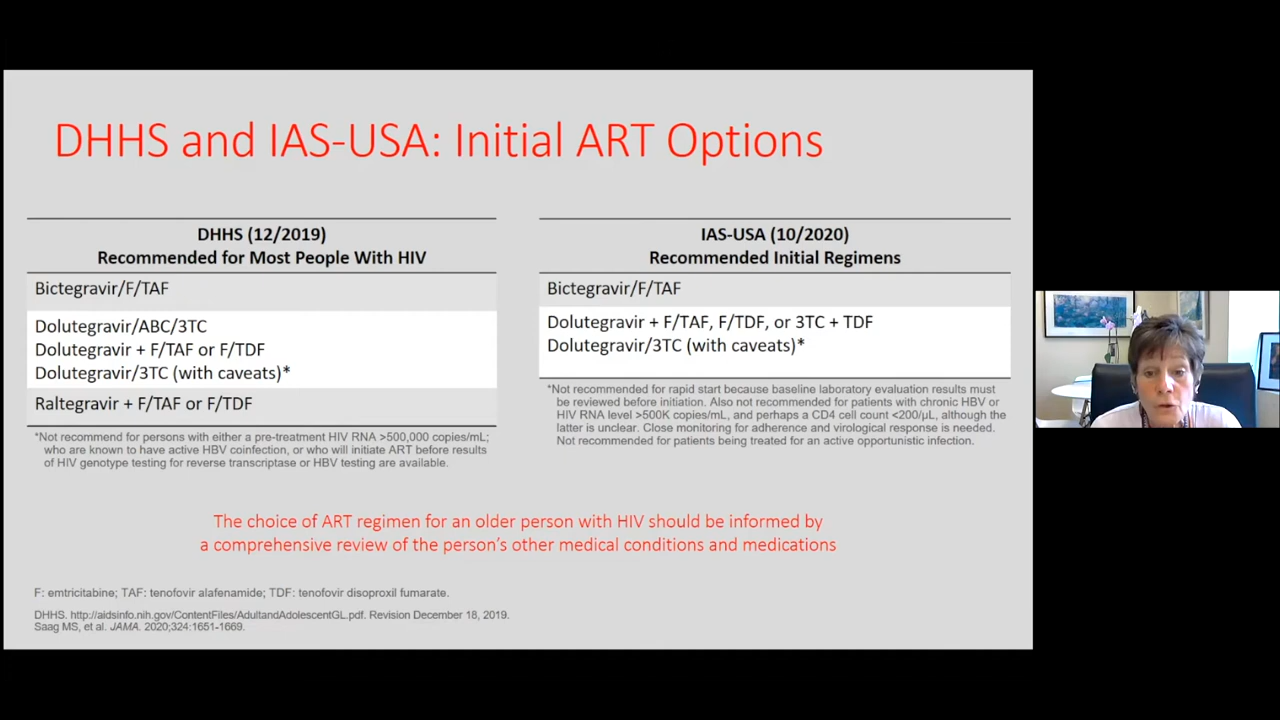 DHHS and IAS-USA: Initial ART Options
DHHS (12/2019)
Recommended for Most People With HIV
Bictegravir/F/TAF
Dolutegravir/ABC/3TC
Dolutegravir + F/TAF or F/TDF
Dolutegravir/3TC (with caveats)*
Raltegravir + F/TAF or F/TDF
*Not recommend for persons with either a pre-treatment HIV RNA >500,000 copies/mL;
who are known to have active HBV coinfection, or who will initiate ART before results
of HIV genotype testing for reverse transcriptase or HBV testing are available.
IAS-USA (10/2020)
Recommended Initial Regimens
Bictegravir/F/TAF
Dolutegravir + F/TAF, F/TDF, or 3TC + TDF
Dolutegravir/3TC (with caveats)*
*Not recommended for rapid start because baseline laboratory evaluation results must
be reviewed before initiation. Also not recommended for patients with chronic HBV or
HIV RNA level >500K copies/mL, and perhaps a CD4 cell count <200/µL, although the
latter is unclear. Close monitoring for adherence and virological response is needed.
Not recommended for patients being treated for an active opportunistic infection.
The choice of ART regimen for an older person with HIV should be informed by
a comprehensive review of the person's other medical conditions and medications
F: emtricitabine; TAF: tenofovir alafenamide; TDF: tenofovir disoproxil fumarate.
DHHS. http://aidsinfo.nih.gov/ContentFiles/AdultandAdolescentGL.pdf. Revision December 18, 2019.
Saag MS, et al. JAMA. 2020;324:1651-1669.